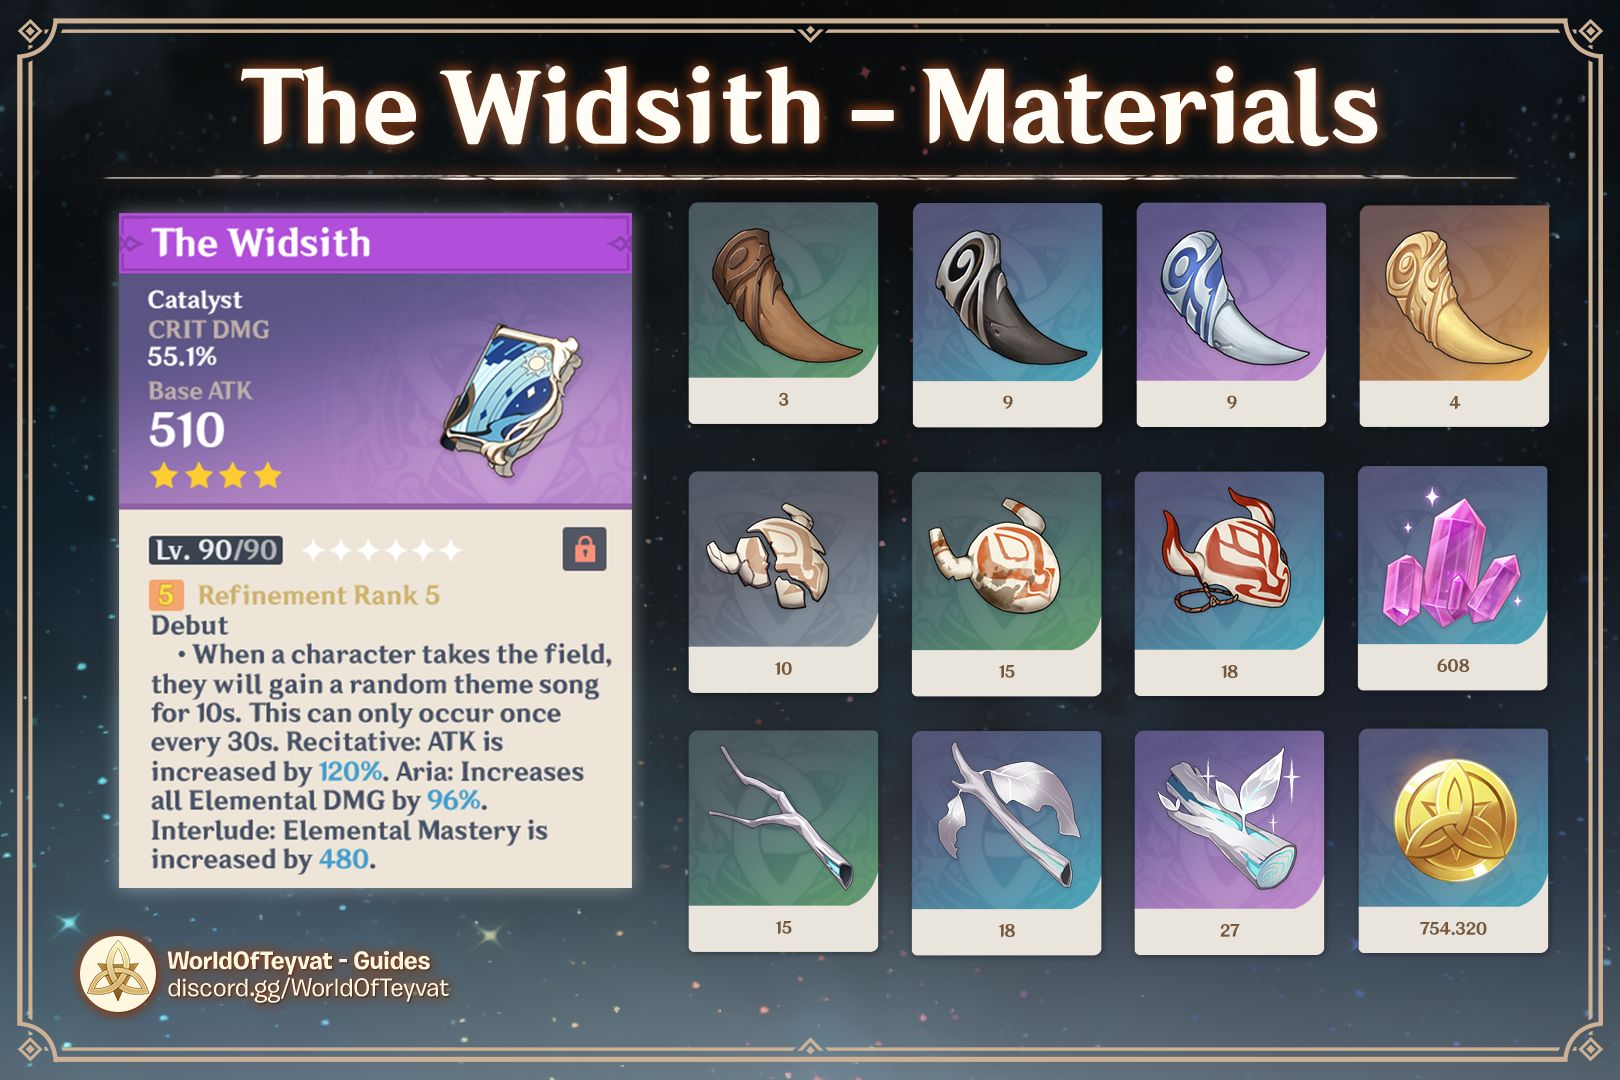 The Widsith – Materials
The Widsith
Catalyst
CRIT DMG
55.1%
Base ATK
510
Lv. 90/90
5 Refinement Rank 5
Debut
• When a character takes the field,
they will gain a random theme song
for 10s. This can only occur once
every 30s. Recitative: ATK is
increased by 120%. Aria: Increases
all Elemental DMG by 96%.
Interlude: Elemental Mastery is
increased by 480.
3
9
9
4
10
15
18
608
15
18
27
754.320
WorldOfTeyvat - Guides
discord.gg/WorldOfTeyvat